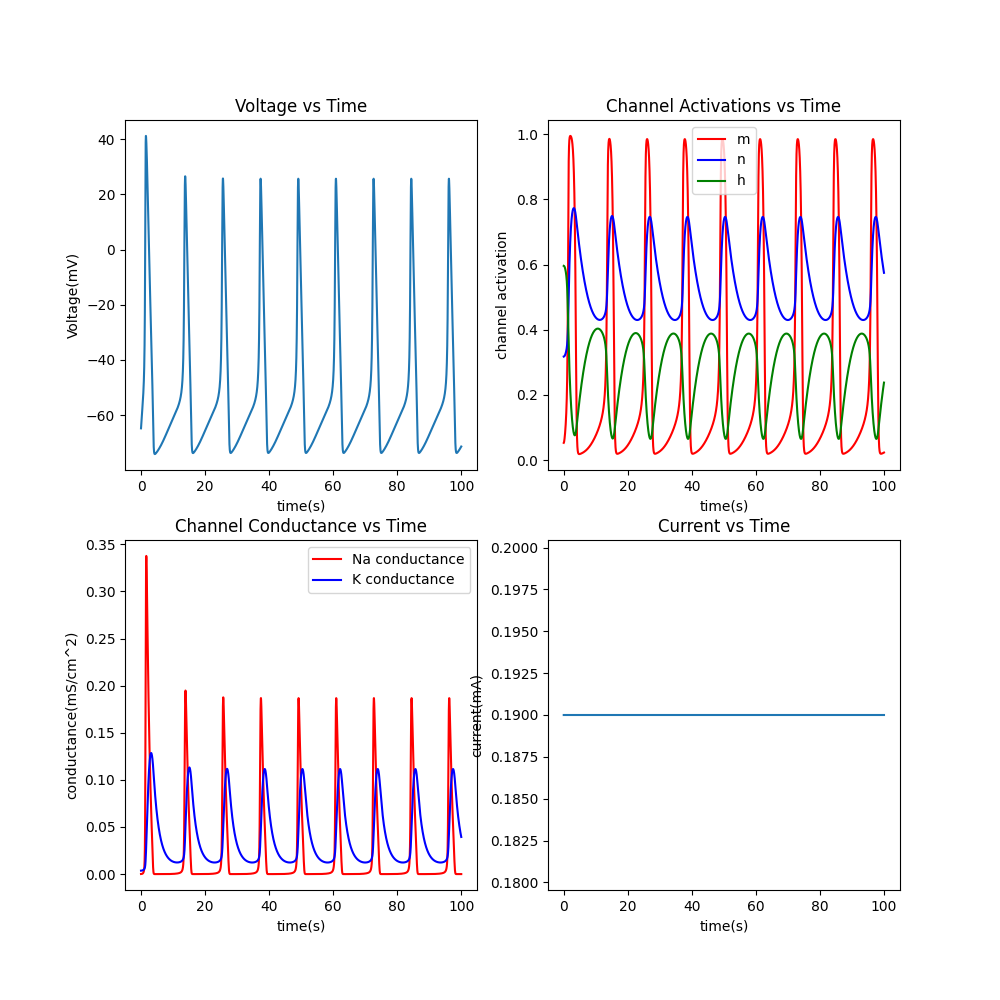 Voltage vs Time
40
20
0
−20
−40
−60
Voltage(mV)
0 20 40 60 80 100
time(s)
Channel Activations vs Time
1.0
0.8
0.6
0.4
0.2
0.0
channel activation
m
n
h
0 20 40 60 80 100
time(s)
Channel Conductance vs Time
0.35
0.30
0.25
0.20
0.15
0.10
0.05
0.00
conductance(mS/cm^2)
Na conductance
K conductance
0 20 40 60 80 100
time(s)
Current vs Time
0.2000
0.1975
0.1950
0.1925
0.1900
0.1875
0.1850
0.1825
0.1800
current(mA)
0 20 40 60 80 100
time(s)